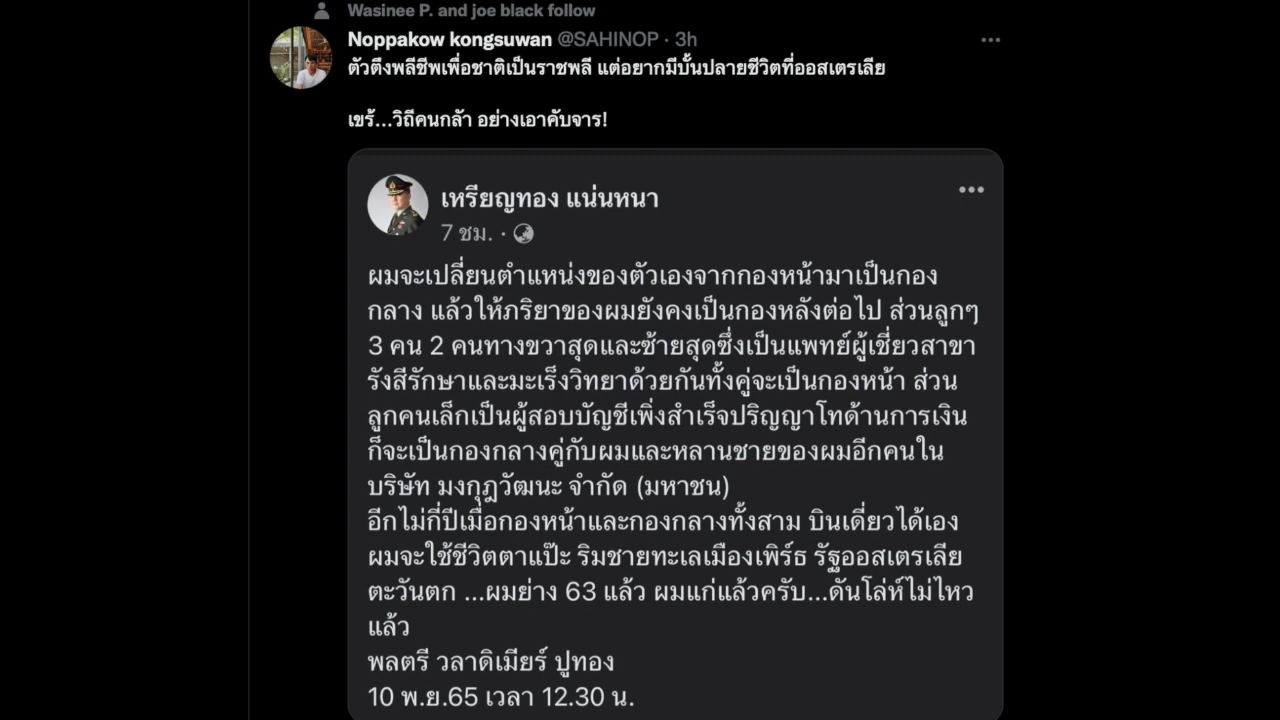 Wasinee P. and joe black follow
Noppakow kongsuwan @SAHINOP · 3h
ตัวตึงพลีชีพเพื่อชาติเป็นราชพลี แต่อยากมีบั้นปลายชีวิตที่ออสเตรเลีย
เขร้...วิถีคนกลัา อย่างเอาคับจาร!
เหรียญทอง แน่นหนา
7 ชม. ·
ผมจะเปลี่ยนตำแหน่งของตัวเองจากกองหน้ามาเป็นกอง
กลาง แล้วให้ภริยาของผมยังคงเป็นกองหลังต่อไป ส่วนลูกๆ
3 คน 2 คนทางขวาสุดและซ้ายสุดซึ่งเป็นแพทย์ผู้เชี่ยวสาขา
รังสีรักษาและมะเร็งวิทยาด้วยกันทั้งคู่จะเป็นกองหน้า ส่วน
ลูกคนเล็กเป็นผู้สอบบัญชีเพิ่งสำเร็จปริญญาโทด้านการเงิน
ก็จะเป็นกองกลางคู่กับผมและหลานชายของผมอีกคนใน
บริษัท มงกุฎวัฒนะ จำกัด (มหาชน)
อีกไม่กี่ปีเมื่อกองหน้าและกองกลางทั้งสาม บินเดี่ยวได้เอง
ผมจะใช้ชีวิตตาแป๊ะ ริมชายทะเลเมืองเพิร์ธ รัฐออสเตรเลีย
ตะวันตก ...ผมย่าง 63 แล้ว ผมแก่แล้วครับ...ดันโล่ห์ไม่ไหว
แล้ว
พลตรี วลาดิเมียร์ ปูทอง
10 พ.ย.65 เวลา 12.30 น.